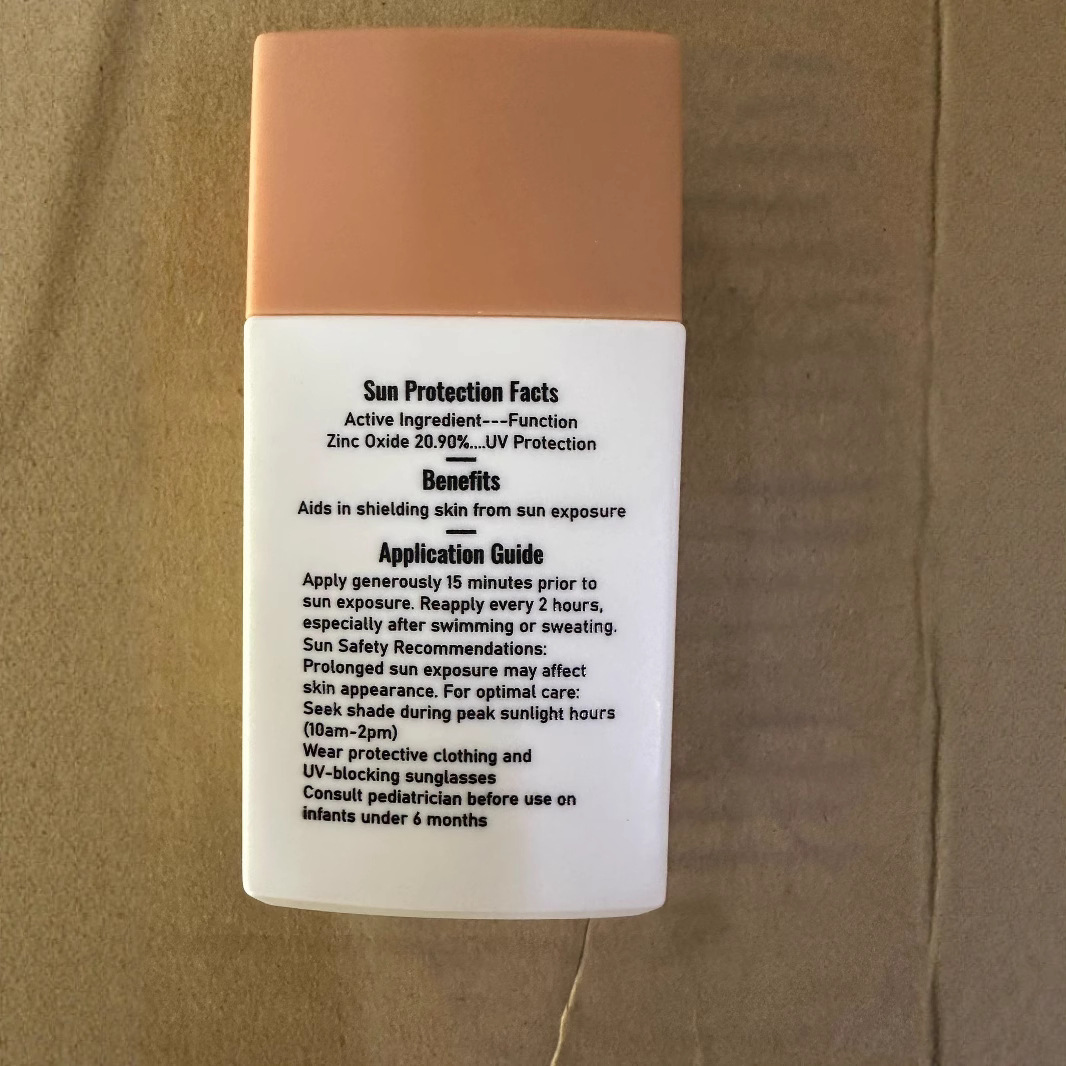 Sun Protection Facts
Active Ingredient---Function
Zinc Oxide 20.90%....UV Protection
Benefits
Aids in shielding skin from sun exposure
Application Guide
Apply generously 15 minutes prior to
sun exposure. Reapply every 2 hours,
especially after swimming or sweating.
Sun Safety Recommendations:
Prolonged sun exposure may affect
skin appearance. For optimal care:
Seek shade during peak sunlight hours
(10am-2pm)
Wear protective clothing and
UV-blocking sunglasses
Consult pediatrician before use on
infants under 6 months